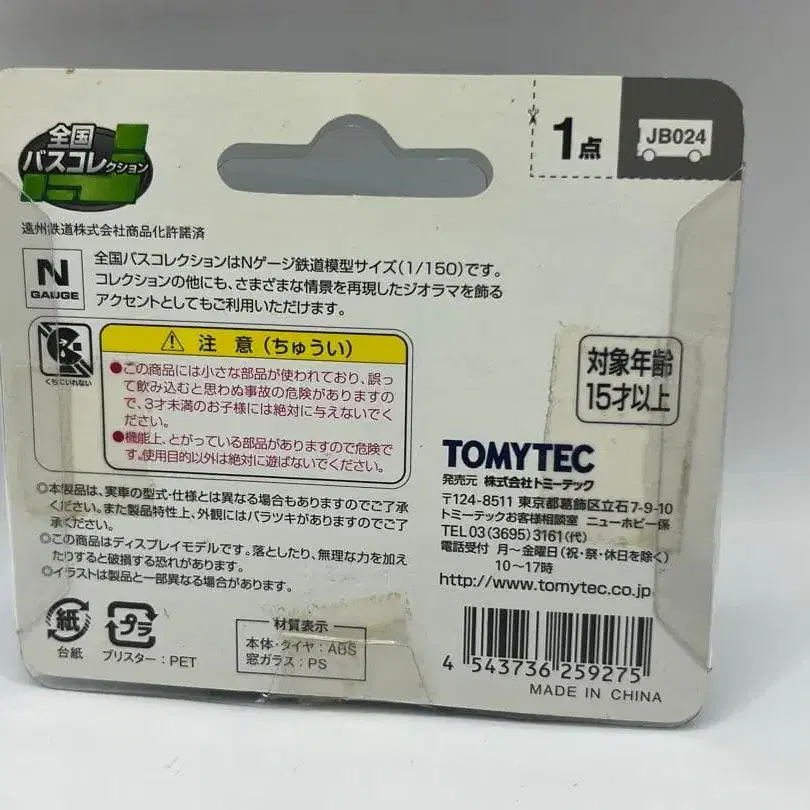 全国
バスコレクション
1点
JB024
遠州鉄道株式会社商品化許諾済
N
GAUGE
全国バスコレクションはNゲージ鉄道模型サイズ(1/150)です。
コレクションの他にも、さまざまな情景を再現したジオラマを飾る
アクセントとしてもご利用いただけます。
くちにいれない
注 意 (ちゅうい)
●この商品には小さな部品が使われており、誤っ
て飲み込むと思わぬ事故の危険がありますの
で、3才未満のお子様には絶対に与えないでく
ださい。
●機能上、とがっている部品がありますので危険で
す。使用目的以外は絶対に遊ばないでください。
対象年齢
15才以上
◎本製品は、実車の型式・仕様とは異なる場合もありますのでご了承
ください。また製品特性上、外観にはバラツキがありますのでご了
承ください。
◎この商品はディスプレイモデルです。落としたり、無理な力を加え
たりすると破損する恐れがあります。
◎イラストは製品と一部異なる場合があります。
TOMYTEC
発売元 株式会社トミーテック
〒124-8511 東京都葛飾区立石7-9-10
トミーテックお客様相談室 ニューホビー係
TEL 03(3695)3161(代)
電話受付 月～金曜日(祝・祭・休日を除く)
10～17時
http://www.tomytec.co.jp
紙
台紙
プラ
ブリスター：PET
材質表示
本体・タイヤ：ABS
窓ガラス：PS
4 543736 259275
MADE IN CHINA